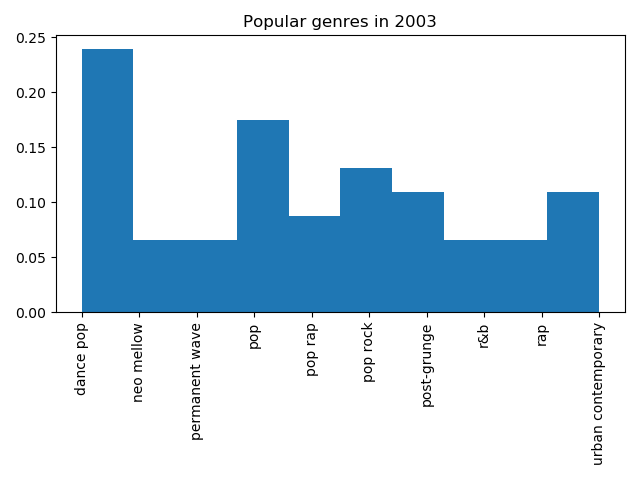 Popular genres in 2003
0.25
0.20
0.15
0.10
0.05
0.00
dance pop
neo mellow
permanent wave
pop
pop rap
pop rock
post-grunge
r&b
rap
urban contemporary